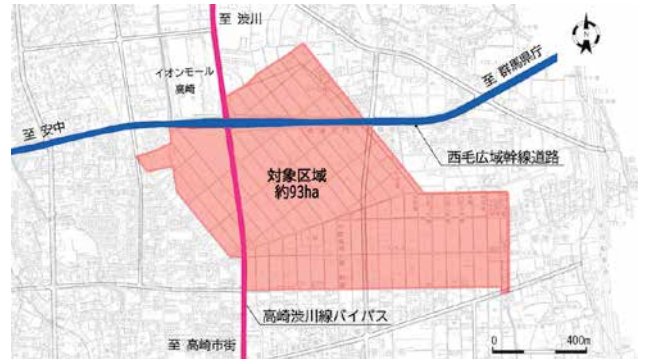 至 渋川
N
イオンモール
高崎
至 群馬県庁
至 安中
西毛広域幹線道路
対象区域
約93ha
高崎渋川線バイパス
至 高崎市街
0 400m